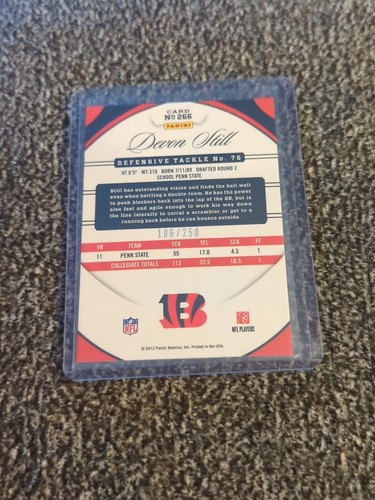 CARD
Nº 266
PANINI
Devon Still
DEFENSIVE TACKLE No. 75
HT 6'5" WT 310 BORN 7/11/89 DRAFTED ROUND 2
SCHOOL PENN STATE
Still has outstanding vision and finds the ball well
even when battling a double-team. He has the power
to push blockers back into the lap of the QB, but is
also fast and agile enough to work his way down
the line laterally to corral a scrambler or get to a
running back before he can bounce outside.
106/250
YR TEAM TCK TFL SCK FT
11 PENN STATE 55 17.0 4.5 1
COLLEGIATE TOTALS 113 32.5 10.5 1
NFL
B
NFL PLAYERS
© 2012 Panini America, Inc. Printed in the USA.